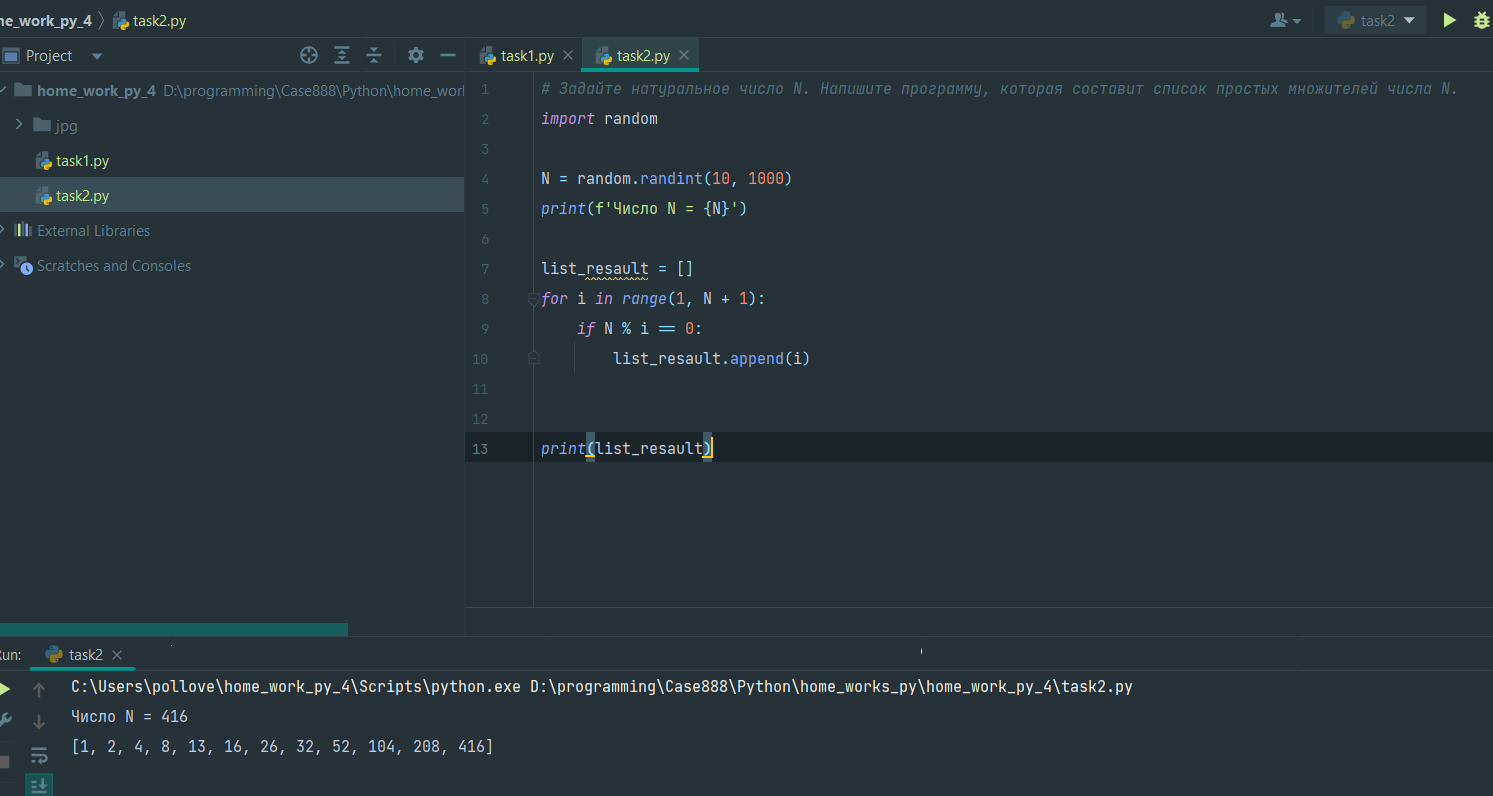 ne_work_py_4 〉 task2.py
task2
Project
task1.py
task2.py
home_work_py_4 D:\programming\Case888\Python\home_worl
jpg
task1.py
task2.py
External Libraries
Scratches and Consoles
1 # Задайте натуральное число N. Напишите программу, которая составит список простых множителей числа N.
2 import random
3
4 N = random.randint(10, 1000)
5 print(f'Число N = {N}')
6
7 list_resault = []
8 for i in range(1, N + 1):
9 if N % i == 0:
10 list_resault.append(i)
11
12
13 print(list_resault)
un: task2
C:\Users\pollove\home_work_py_4\Scripts\python.exe D:\programming\Case888\Python\home_works_py\home_work_py_4\task2.py
Число N = 416
[1, 2, 4, 8, 13, 16, 26, 32, 52, 104, 208, 416]